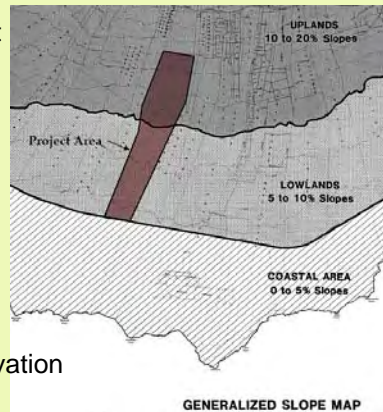 UPLANDS
10 to 20% Slopes
Project Area
LOWLANDS
5 to 10% Slopes
COASTAL AREA
0 to 5% Slopes
GENERALIZED SLOPE MAP